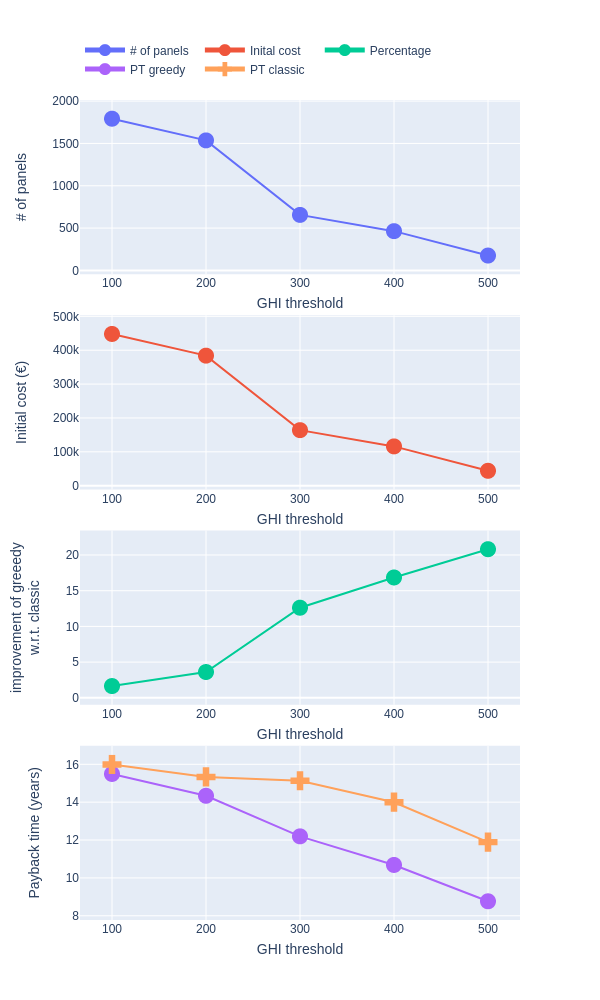 # of panels
Inital cost
Percentage
PT greedy
PT classic
2000
1500
1000
500
0
# of panels
100 200 300 400 500
GHI threshold
500k
400k
300k
200k
100k
0
Initial cost (€)
100 200 300 400 500
GHI threshold
20
15
10
5
0
improvement of greeedy
w.r.t. classic
100 200 300 400 500
GHI threshold
16
14
12
10
8
Payback time (years)
100 200 300 400 500
GHI threshold